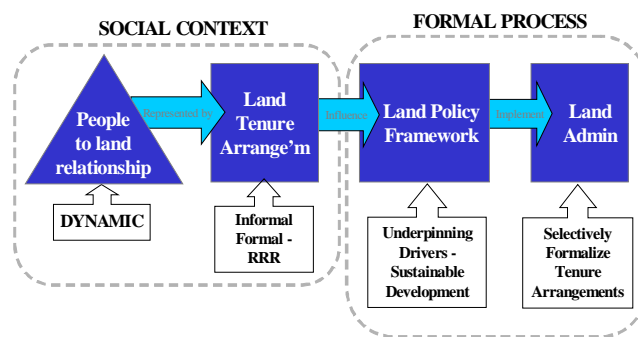 SOCIAL CONTEXT
FORMAL PROCESS
People
to land
relationship
Represented by
Land
Tenure
Arrange'm
Influence
Land Policy
Framework
Implement
Land
Admin
DYNAMIC
Informal
Formal -
RRR
Underpinning
Drivers -
Sustainable
Development
Selectively
Formalize
Tenure
Arrangements